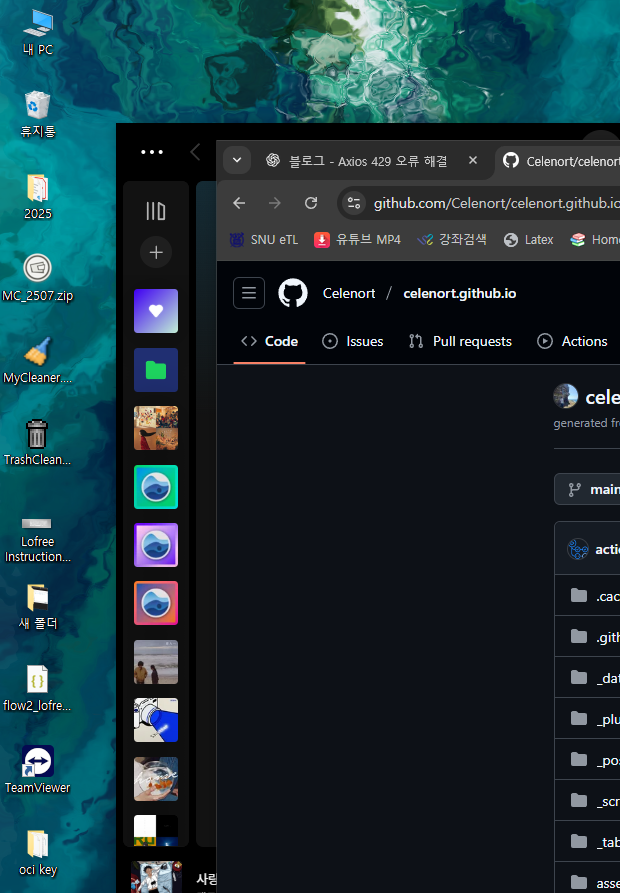 내 PC
휴지통
2025
MC_2507.zip
MyCleaner....
TrashClean...
Lofree
Instruction...
새 폴더
flow2_lofre...
TeamViewer
oci key
블로그 - Axios 429 오류 해결
Celenort/celenort
github.com/Celenort/celenort.github.io
SNU eTL
유튜브 MP4
강좌검색
Latex
Home
Celenort / celenort.github.io
Code
Issues
Pull requests
Actions
cele
generated fr
main
acti
.cac
.gith
_dat
_plu
_pos
_scr
_tab
asse
사랑